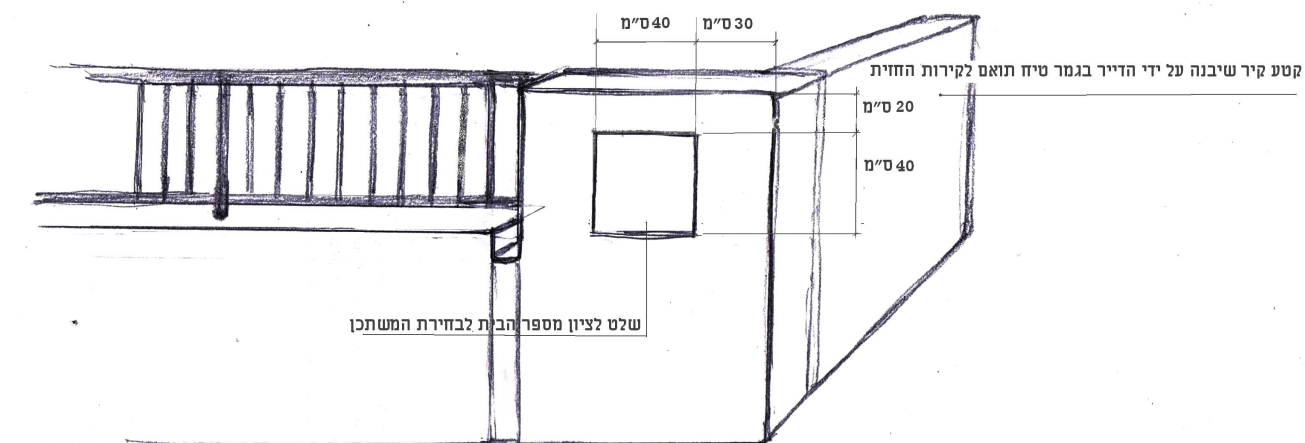 40 ס״מ
30 ס״מ
קטע קיר שיבנה על ידי הדייר בגמר טיח תואם לקירות החזית
20 ס״מ
40 ס״מ
שלט לציון מספר הבית לבחירת המשתכן